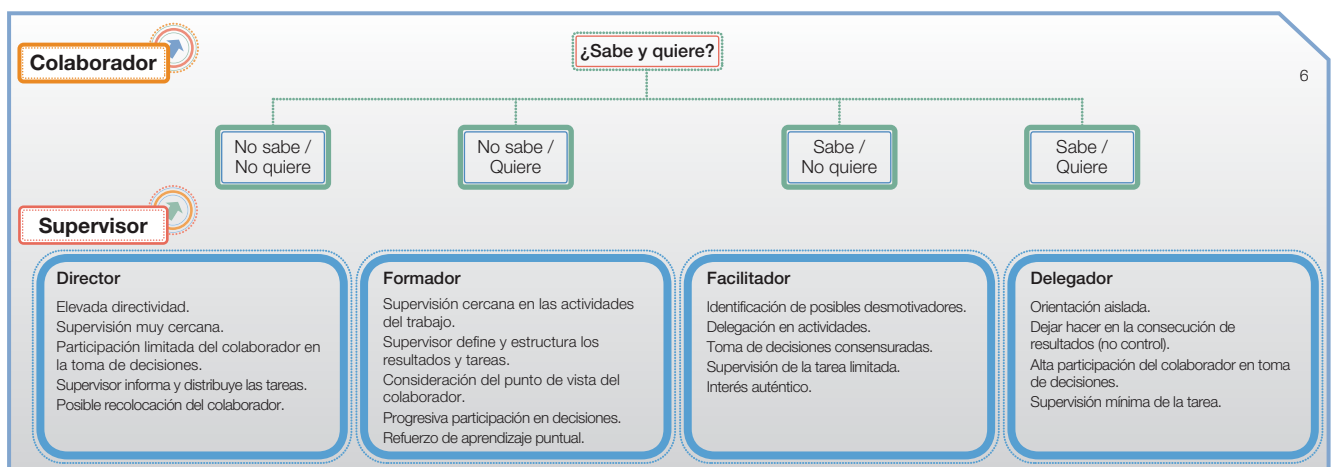 Colaborador
¿Sabe y quiere?
6
No sabe /
No quiere
No sabe /
Quiere
Sabe /
No quiere
Sabe /
Quiere
Supervisor
Director
Elevada directividad.
Supervisión muy cercana.
Participación limitada del colaborador en
la toma de decisiones.
Supervisor informa y distribuye las tareas.
Posible recolocación del colaborador.
Formador
Supervisión cercana en las actividades
del trabajo.
Supervisor define y estructura los
resultados y tareas.
Consideración del punto de vista del
colaborador.
Progresiva participación en decisiones.
Refuerzo de aprendizaje puntual.
Facilitador
Identificación de posibles desmotivadores.
Delegación en actividades.
Toma de decisiones consensuradas.
Supervisión de la tarea limitada.
Interés auténtico.
Delegador
Orientación aislada.
Dejar hacer en la consecución de
resultados (no control).
Alta participación del colaborador en toma
de decisiones.
Supervisión mínima de la tarea.